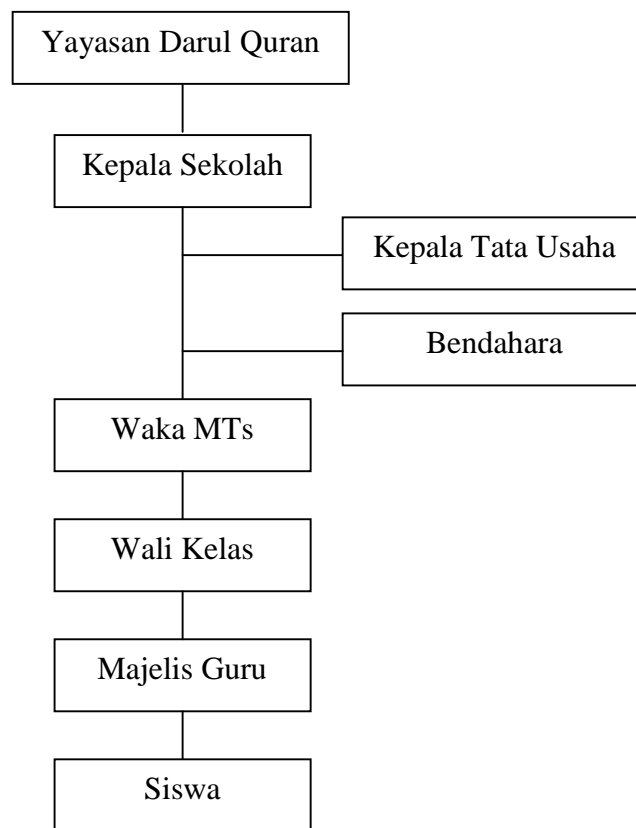 Yayasan Darul Quran
Kepala Sekolah
Kepala Tata Usaha
Bendahara
Waka MTs
Wali Kelas
Majelis Guru
Siswa